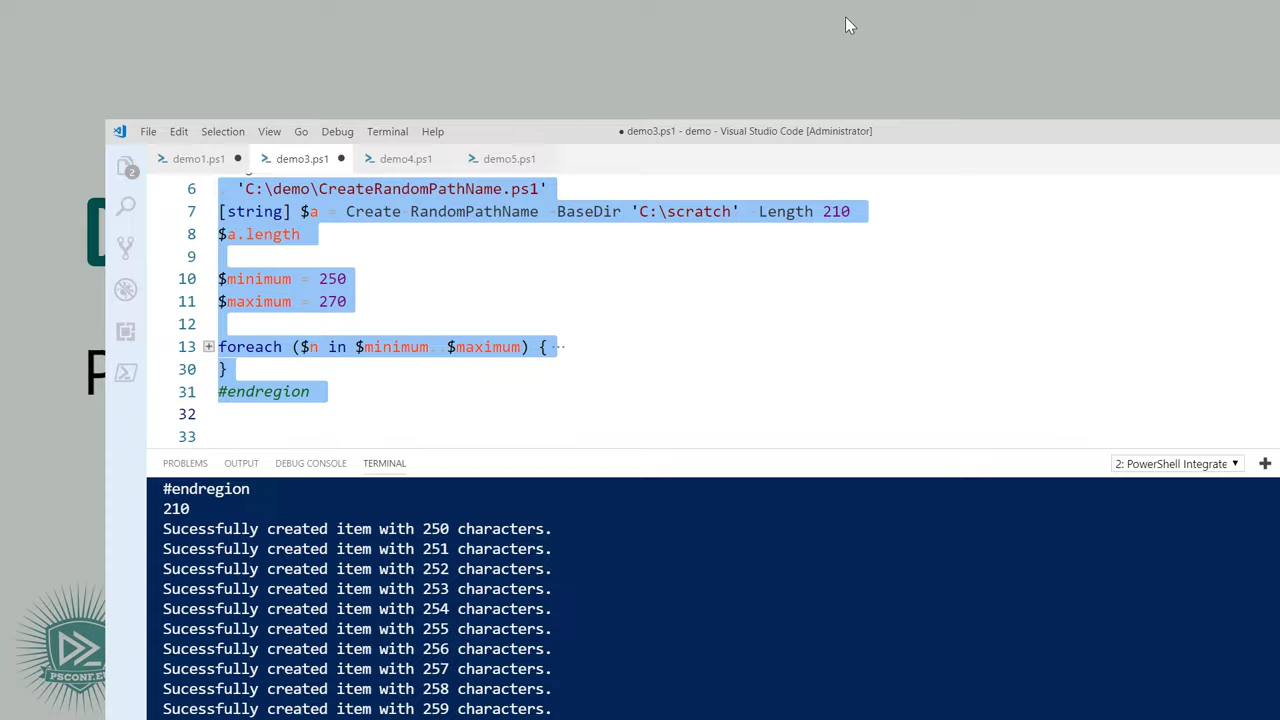 File Edit Selection View Go Debug Terminal Help
● demo3.ps1 - demo - Visual Studio Code [Administrator]
demo1.ps1 ● demo3.ps1 ● demo4.ps1 demo5.ps1
2
6 . 'C:\demo\CreateRandomPathName.ps1'
7 [string] $a = Create-RandomPathName -BaseDir 'C:\scratch' -Length 210
8 $a.length
9
10 $minimum = 250
11 $maximum = 270
12
13 foreach ($n in $minimum..$maximum) { ...
30 }
31 #endregion
32
33
PROBLEMS OUTPUT DEBUG CONSOLE TERMINAL
2: PowerShell Integrate
#endregion
210
Sucessfully created item with 250 characters.
Sucessfully created item with 251 characters.
Sucessfully created item with 252 characters.
Sucessfully created item with 253 characters.
Sucessfully created item with 254 characters.
Sucessfully created item with 255 characters.
Sucessfully created item with 256 characters.
Sucessfully created item with 257 characters.
Sucessfully created item with 258 characters.
Sucessfully created item with 259 characters.
PSCONF.EU